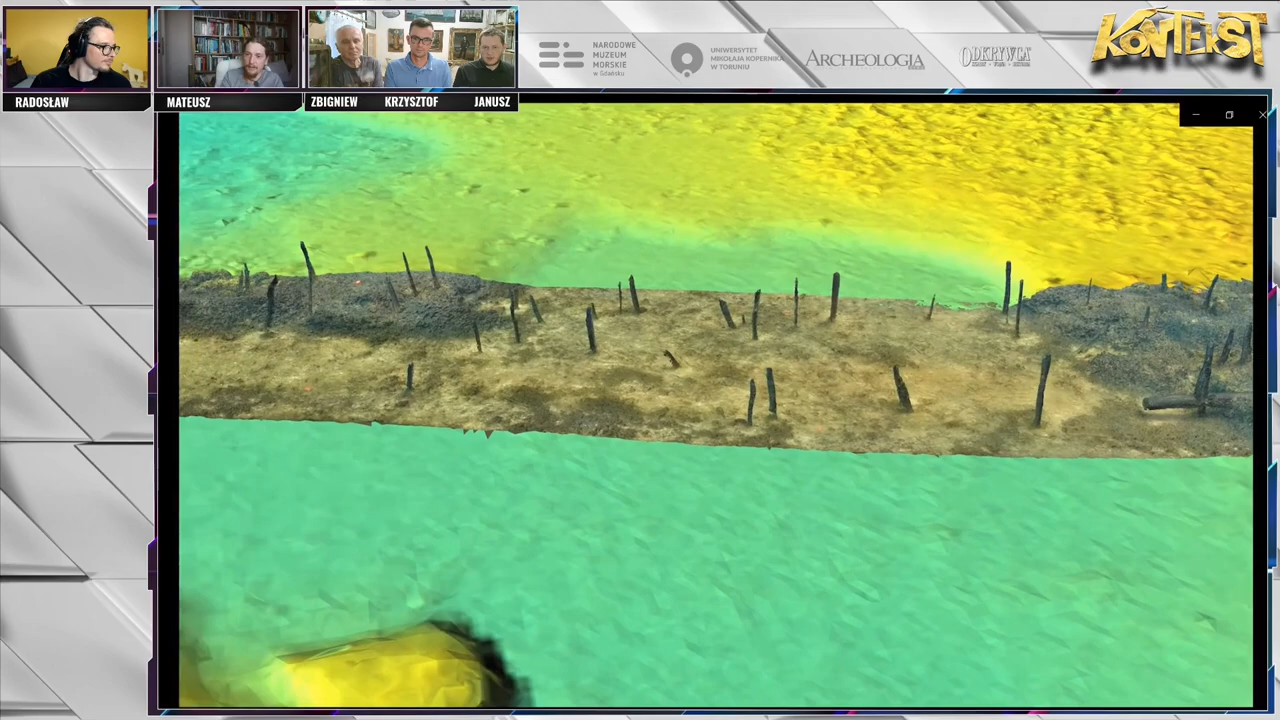 RADOSŁAW
MATEUSZ
ZBIGNIEW
KRZYSZTOF
JANUSZ
NARODOWE
MUZEUM
MORSKIE
w Gdańsku
UNIWERSYTET
MIKOŁAJA KOPERNIKA
W TORUNIU
ARCHEOLOGIA
ODKRYWCA
KONTEKST